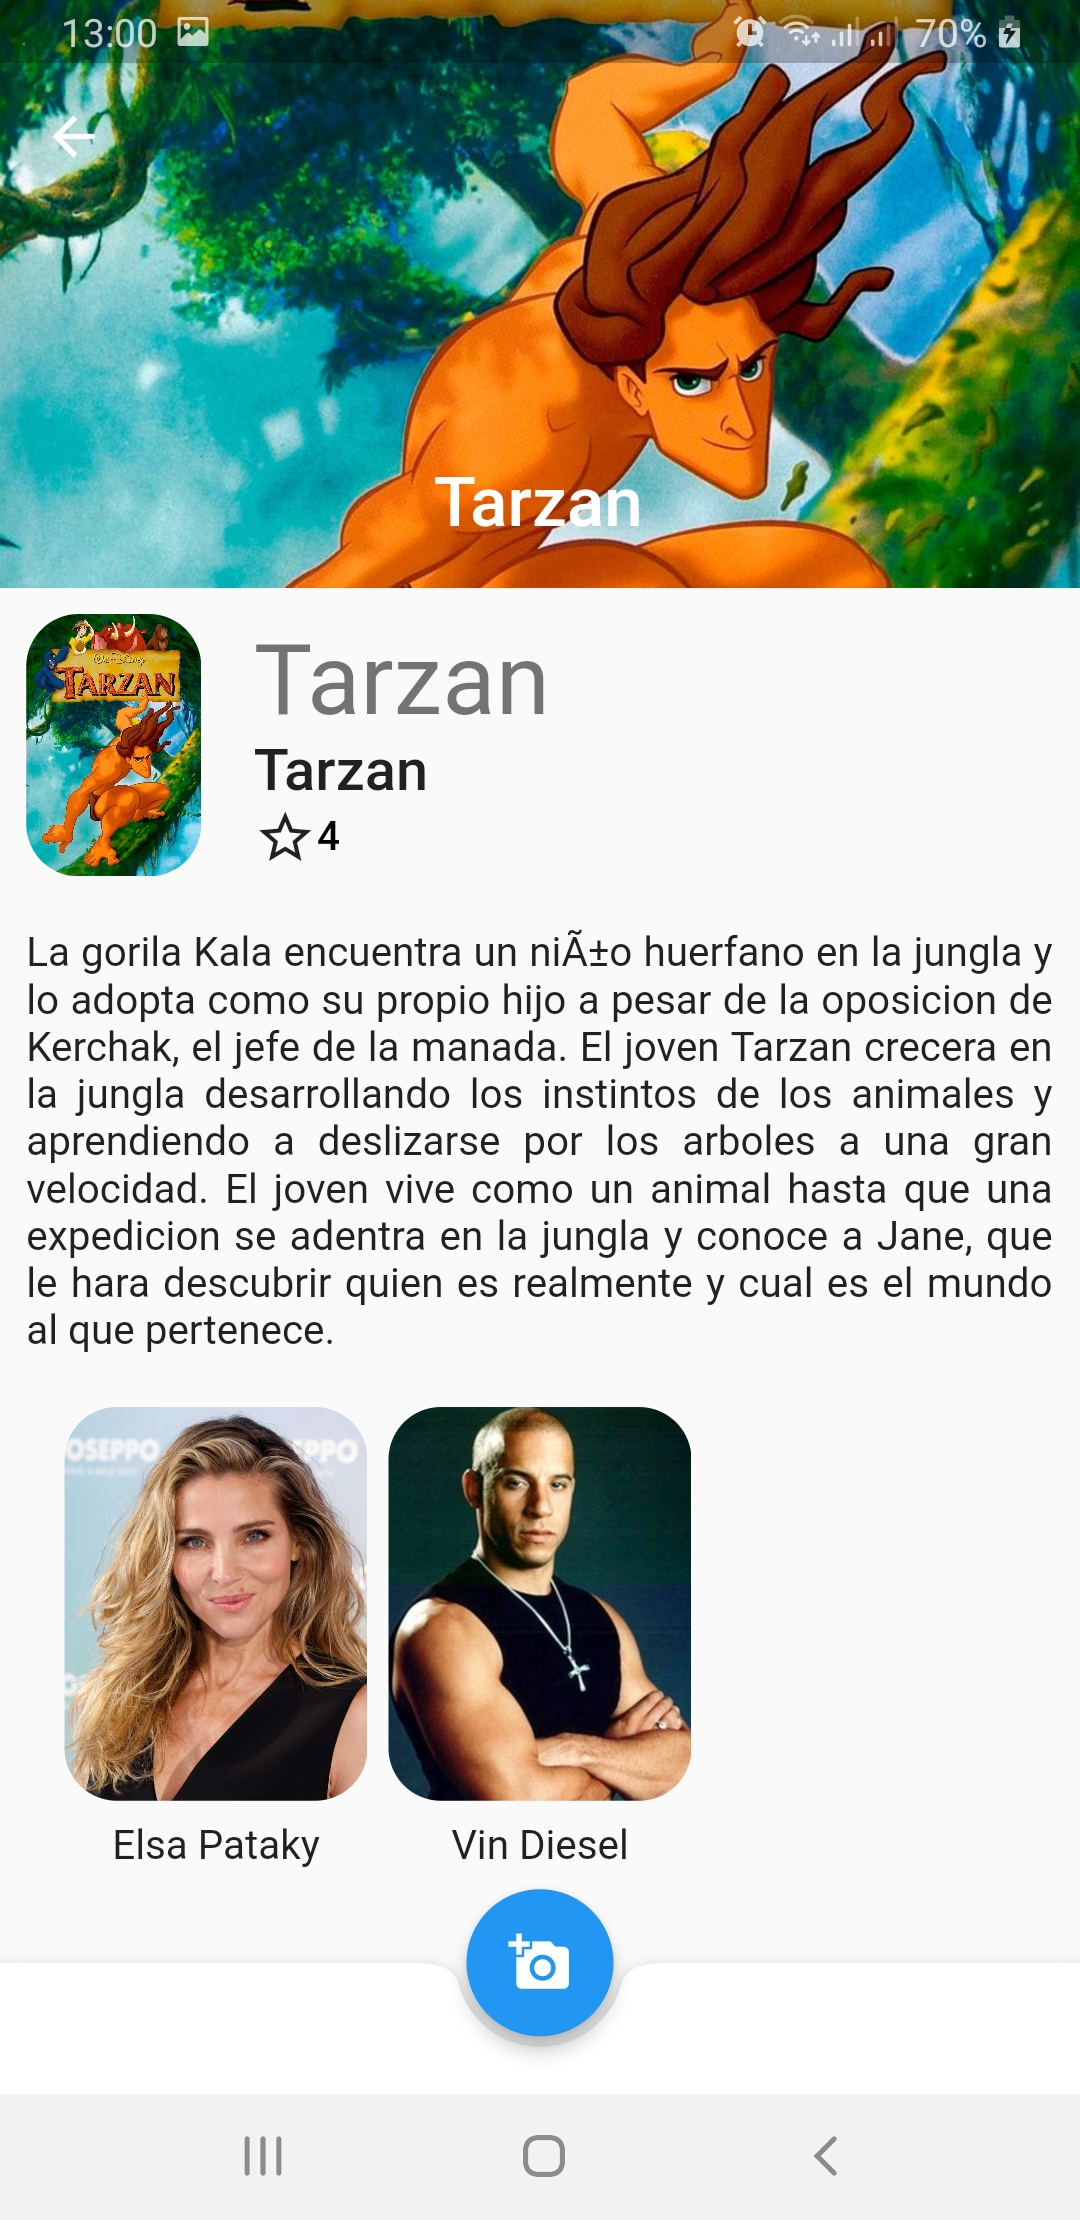 13:00
70%
Tarzan
Walt Disney
TARZAN
Tarzan
Tarzan
4
La gorila Kala encuentra un niÃ±o huerfano en la jungla y
lo adopta como su propio hijo a pesar de la oposicion de
Kerchak, el jefe de la manada. El joven Tarzan crecera en
la jungla desarrollando los instintos de los animales y
aprendiendo a deslizarse por los arboles a una gran
velocidad. El joven vive como un animal hasta que una
expedicion se adentra en la jungla y conoce a Jane, que
le hara descubrir quien es realmente y cual es el mundo
al que pertenece.
OSEPPO
EPPO
Elsa Pataky
Vin Diesel